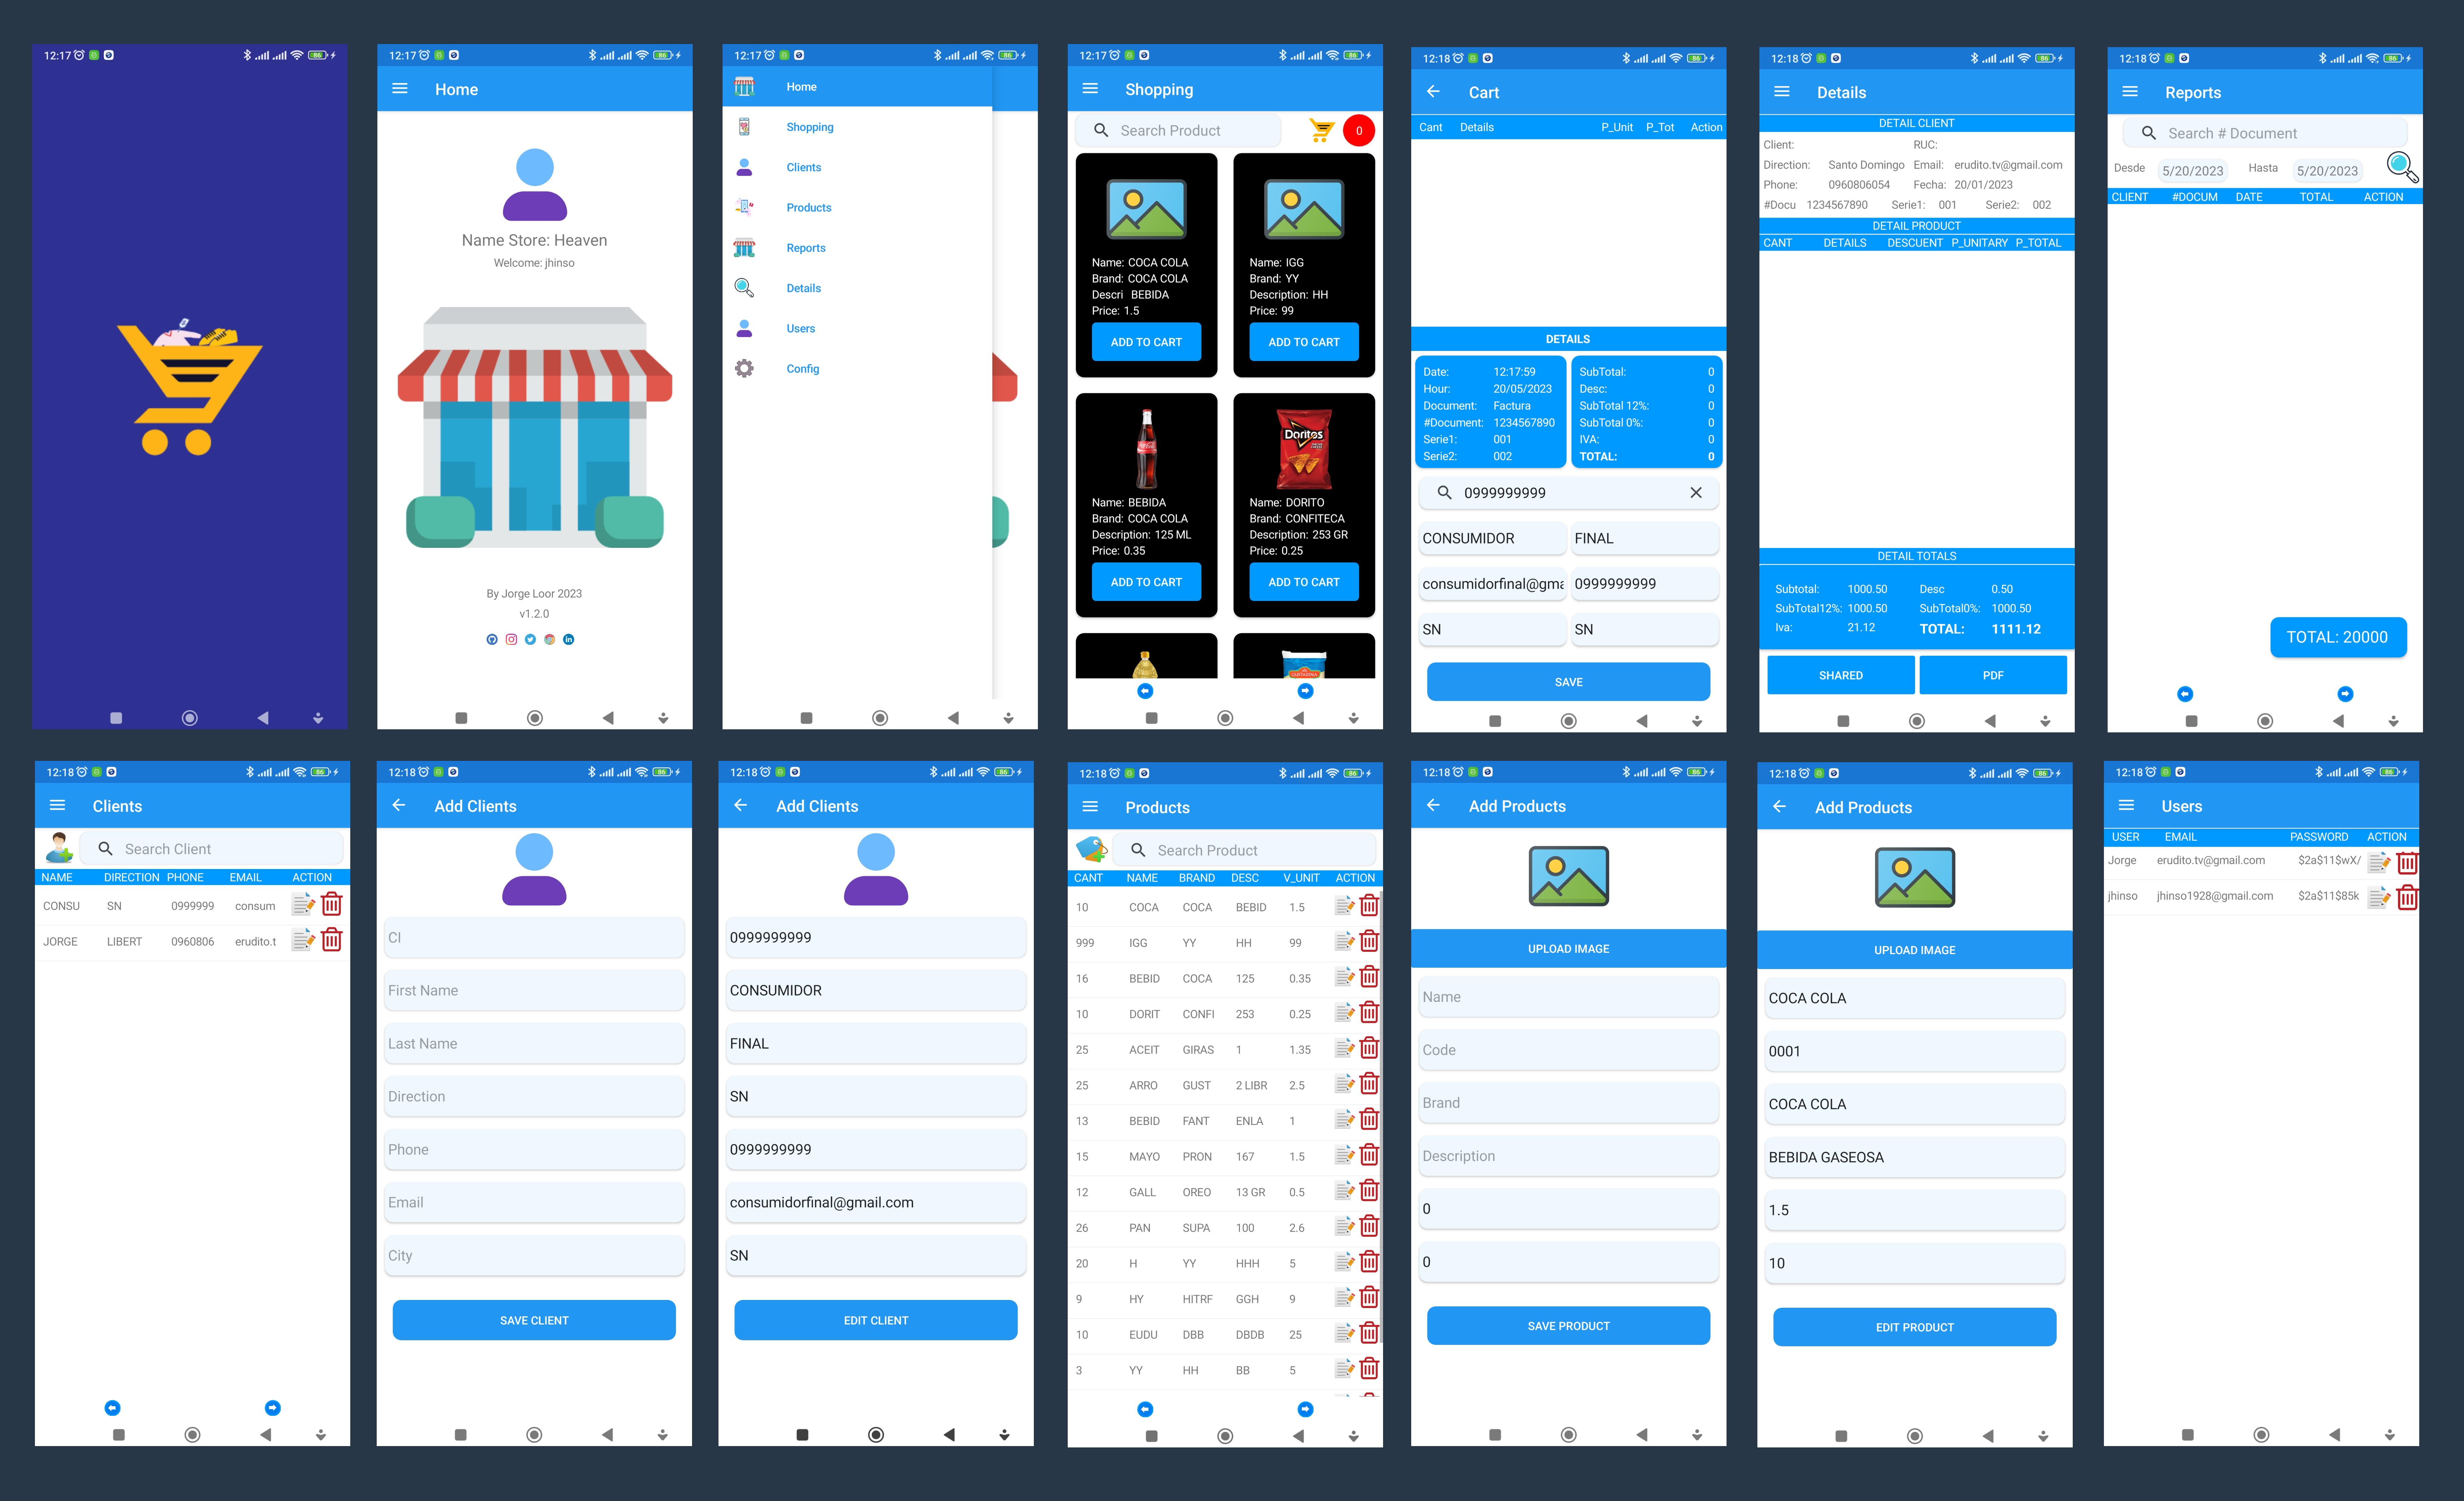 12:17 86
12:17 86
Home
Name Store: Heaven
Welcome: jhinso
By Jorge Loor 2023
v1.2.0
12:17 86
Home
Shopping
Clients
Products
Reports
Details
Users
Config
12:17 86
Shopping
Search Product 0
Name: COCA COLA
Brand: COCA COLA
Descri BEBIDA
Price: 1.5
ADD TO CART
Name: IGG
Brand: YY
Description: HH
Price: 99
ADD TO CART
Coca-Cola
Name: BEBIDA
Brand: COCA COLA
Description: 125 ML
Price: 0.35
ADD TO CART
Doritos
Name: DORITO
Brand: CONFITECA
Description: 253 GR
Price: 0.25
ADD TO CART
12:18 86
Cart
Cant Details P_Unit P_Tot Action
DETAILS
Date: 12:17:59
Hour: 20/05/2023
Document: Factura
#Document: 1234567890
Serie1: 001
Serie2: 002
SubTotal: 0
Desc: 0
SubTotal 12%: 0
SubTotal 0%: 0
IVA: 0
TOTAL: 0
0999999999
CONSUMIDOR FINAL
consumidorfinal@gma 0999999999
SN SN
SAVE
12:18 86
Details
DETAIL CLIENT
Client: RUC:
Direction: Santo Domingo Email: erudito.tv@gmail.com
Phone: 0960806054 Fecha: 20/01/2023
#Docu 1234567890 Serie1: 001 Serie2: 002
DETAIL PRODUCT
CANT DETAILS DESCUENT P_UNITARY P_TOTAL
DETAIL TOTALS
Subtotal: 1000.50 Desc 0.50
SubTotal12%: 1000.50 SubTotal0%: 1000.50
Iva: 21.12 TOTAL: 1111.12
SHARED PDF
12:18 86
Reports
Search # Document
Desde 5/20/2023 Hasta 5/20/2023
CLIENT #DOCUM DATE TOTAL ACTION
TOTAL: 20000
12:18 86
Clients
Search Client
NAME DIRECTION PHONE EMAIL ACTION
CONSU SN 0999999 consum
JORGE LIBERT 0960806 erudito.t
12:18 86
Add Clients
CI
First Name
Last Name
Direction
Phone
Email
City
SAVE CLIENT
12:18 86
Add Clients
0999999999
CONSUMIDOR
FINAL
SN
0999999999
consumidorfinal@gmail.com
SN
EDIT CLIENT
12:18 86
Products
Search Product
CANT NAME BRAND DESC V_UNIT ACTION
10 COCA COCA BEBID 1.5
999 IGG YY HH 99
16 BEBID COCA 125 0.35
10 DORIT CONFI 253 0.25
25 ACEIT GIRAS 1 1.35
25 ARRO GUST 2 LIBR 2.5
13 BEBID FANT ENLA 1
15 MAYO PRON 167 1.5
12 GALL OREO 13 GR 0.5
26 PAN SUPA 100 2.6
20 H YY HHH 5
9 HY HITRF GGH 9
10 EUDU DBB DBDB 25
3 YY HH BB 5
12:18 86
Add Products
UPLOAD IMAGE
Name
Code
Brand
Description
0
0
SAVE PRODUCT
12:18 86
Add Products
UPLOAD IMAGE
COCA COLA
0001
COCA COLA
BEBIDA GASEOSA
1.5
10
EDIT PRODUCT
12:18 86
Users
USER EMAIL PASSWORD ACTION
Jorge erudito.tv@gmail.com $2a$11$wX/
jhinso jhinso1928@gmail.com $2a$11$85k